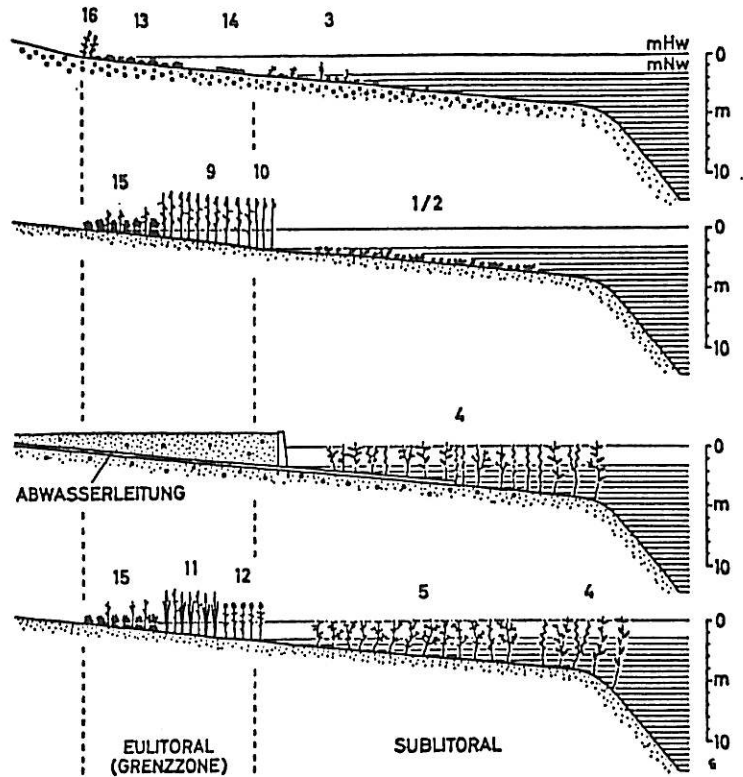 16 13 14 3
mHw
mNw
0
m
10
15 9 10 1/2
0
m
10
4
ABWASSERLEITUNG
0
m
10
15 11 12 5 4
0
m
10
EULITORAL
(GRENZZONE)
SUBLITORAL